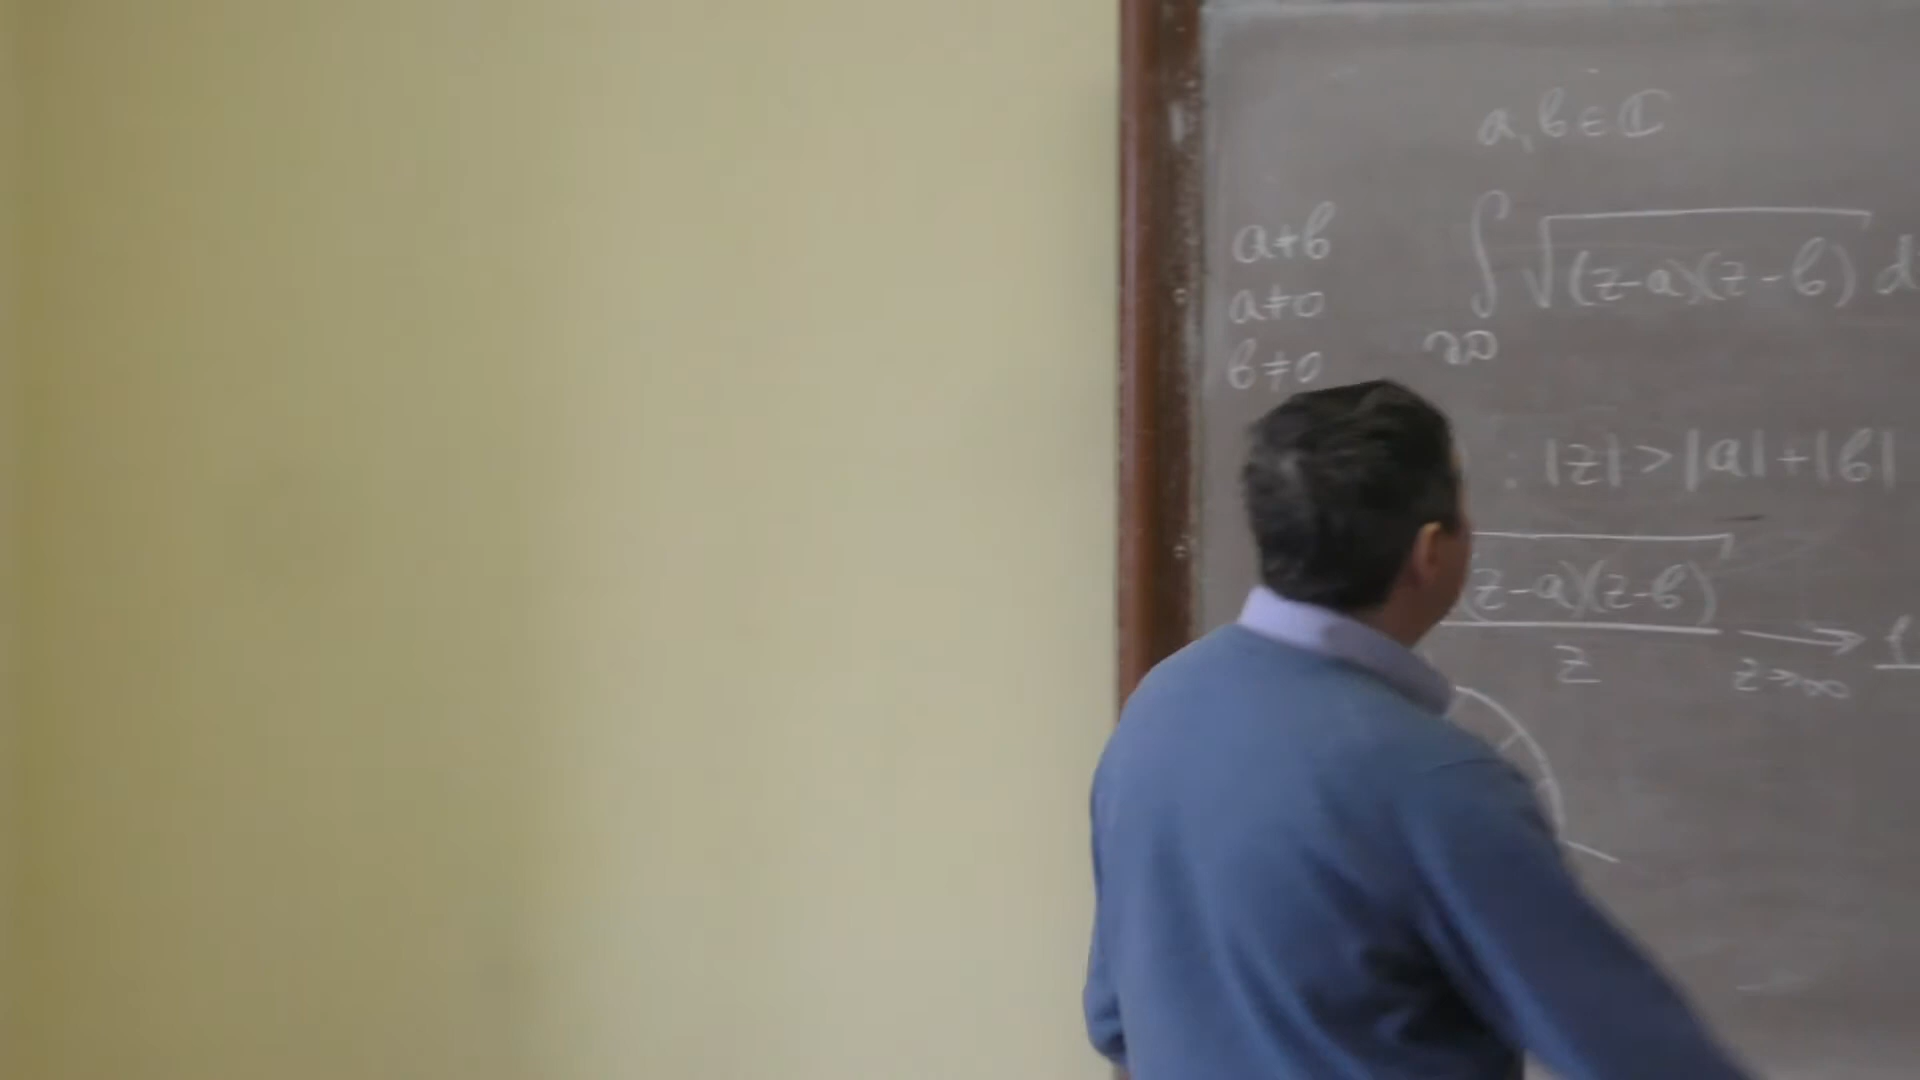 a, b ∈ ℂ
a≠b
a≠0
b≠0
∫ √(z-a)(z-b) d
: |z| > |a|+|b|
(z-a)(z-b)
z
z→∞